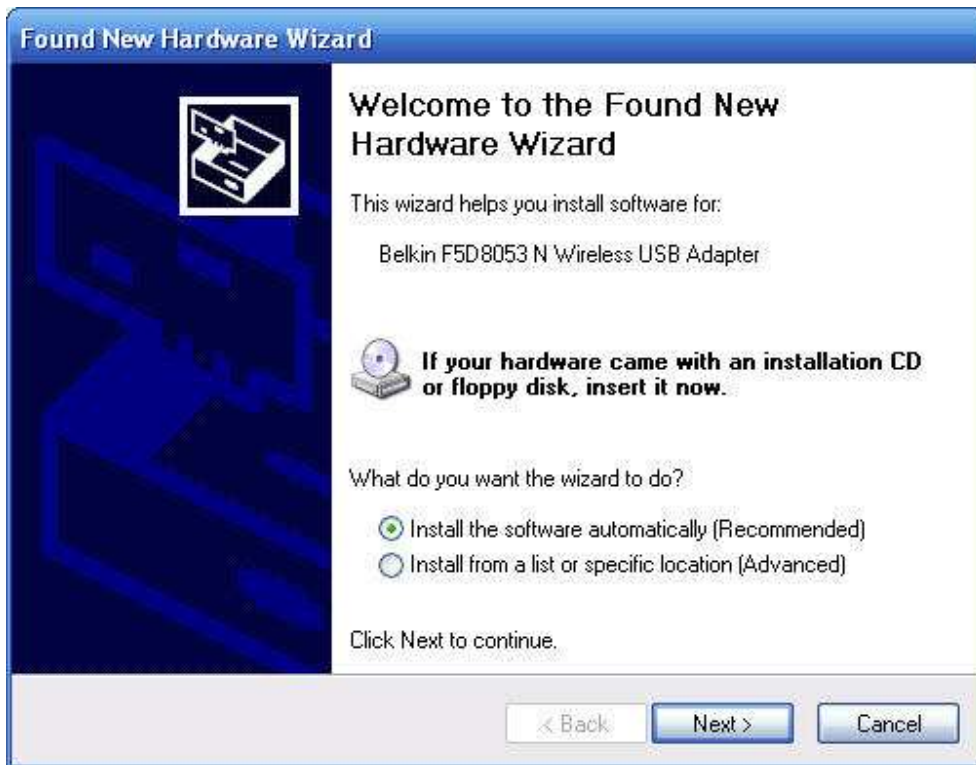 Found New Hardware Wizard
Welcome to the Found New
Hardware Wizard
This wizard helps you install software for:
Belkin F5D8053 N Wireless USB Adapter
If your hardware came with an installation CD
or floppy disk, insert it now.
What do you want the wizard to do?
Install the software automatically (Recommended)
Install from a list or specific location (Advanced)
Click Next to continue.
< Back Next > Cancel